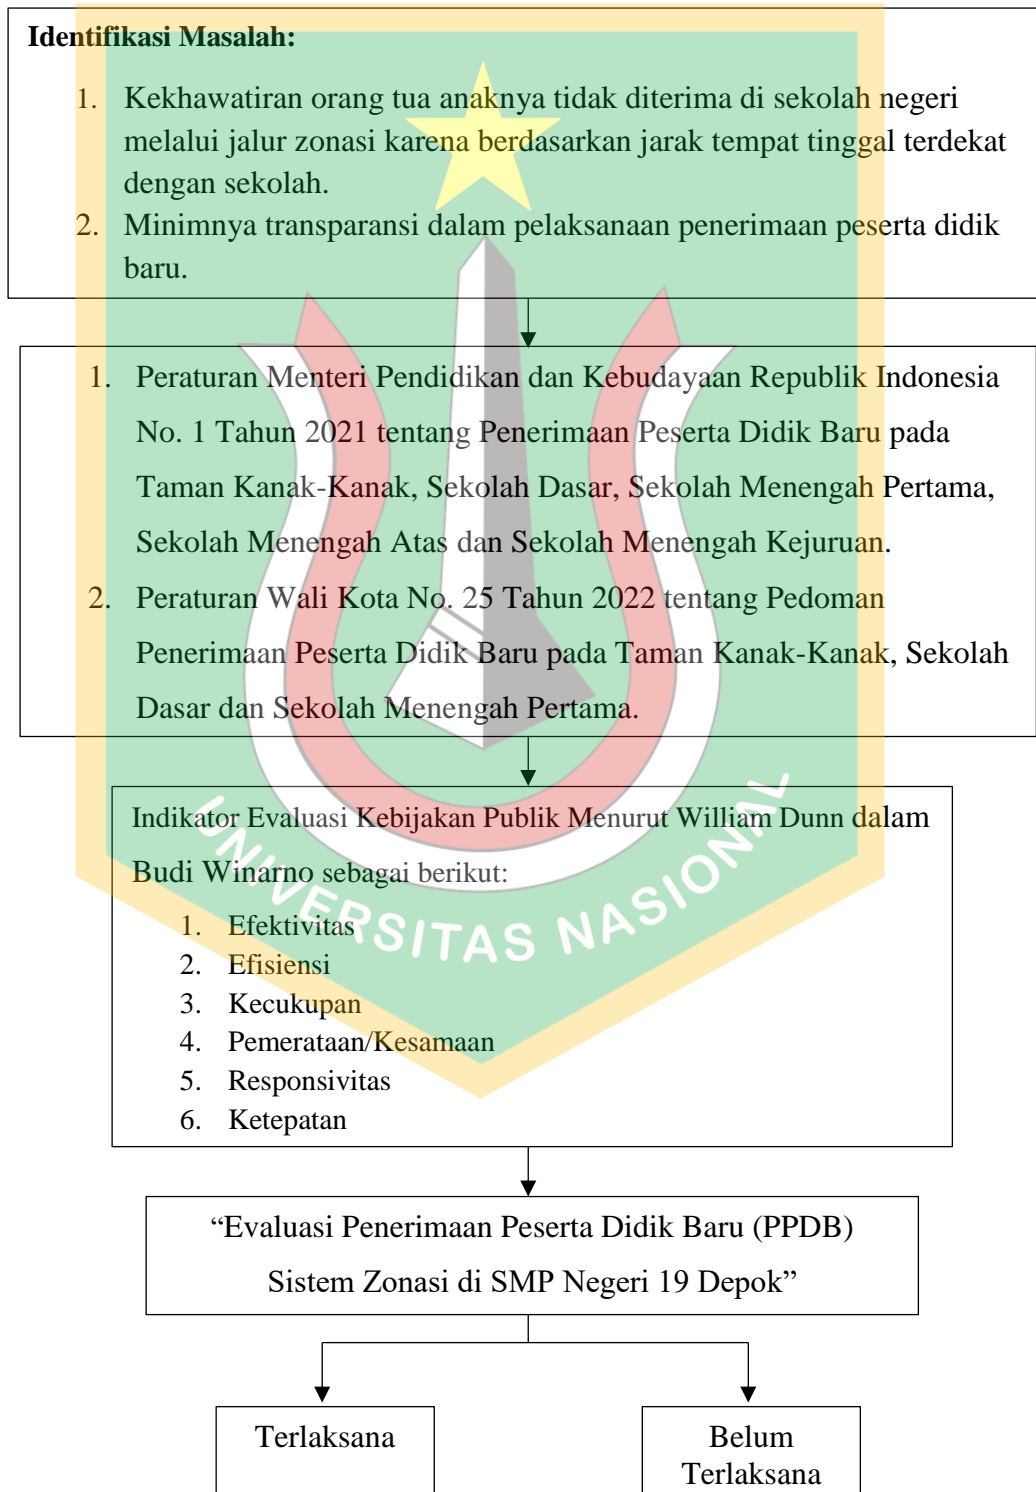 Identifikasi Masalah:
1. Kekhawatiran orang tua anaknya tidak diterima di sekolah negeri
melalui jalur zonasi karena berdasarkan jarak tempat tinggal terdekat
dengan sekolah.
2. Minimnya transparansi dalam pelaksanaan penerimaan peserta didik
baru.
1. Peraturan Menteri Pendidikan dan Kebudayaan Republik Indonesia
No. 1 Tahun 2021 tentang Penerimaan Peserta Didik Baru pada
Taman Kanak-Kanak, Sekolah Dasar, Sekolah Menengah Pertama,
Sekolah Menengah Atas dan Sekolah Menengah Kejuruan.
2. Peraturan Wali Kota No. 25 Tahun 2022 tentang Pedoman
Penerimaan Peserta Didik Baru pada Taman Kanak-Kanak, Sekolah
Dasar dan Sekolah Menengah Pertama.
Indikator Evaluasi Kebijakan Publik Menurut William Dunn dalam
Budi Winarno sebagai berikut:
1. Efektivitas
2. Efisiensi
3. Kecukupan
4. Pemerataan/Kesamaan
5. Responsivitas
6. Ketepatan
UNIVERSITAS NASIONAL
“Evaluasi Penerimaan Peserta Didik Baru (PPDB)
Sistem Zonasi di SMP Negeri 19 Depok”
Terlaksana
Belum
Terlaksana